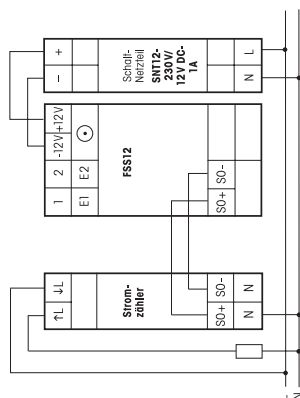 +
–
Schalt-
Netzteil
SNT12-
230V/
12V DC-
1A
L
N
-12V
+12V
1
2
E1
E2
FSS12
S0+
S0-
↑L
↓L
Strom-
zähler
S0+
S0-
N
N
L
N